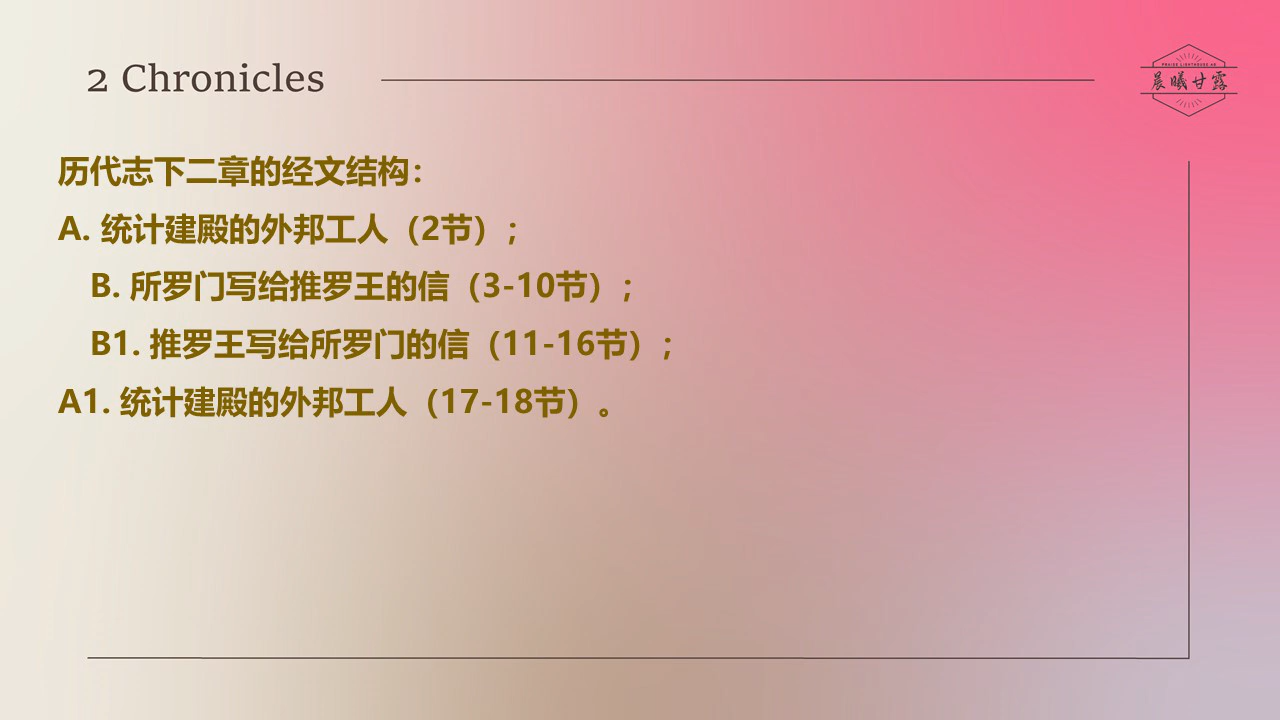 2 Chronicles
PRAISE LIGHTHOUSE.HK
晨曦甘露
历代志下二章的经文结构：
A. 统计建殿的外邦工人（2节）；
B. 所罗门写给推罗王的信（3-10节）；
B1. 推罗王写给所罗门的信（11-16节）；
A1. 统计建殿的外邦工人（17-18节）。